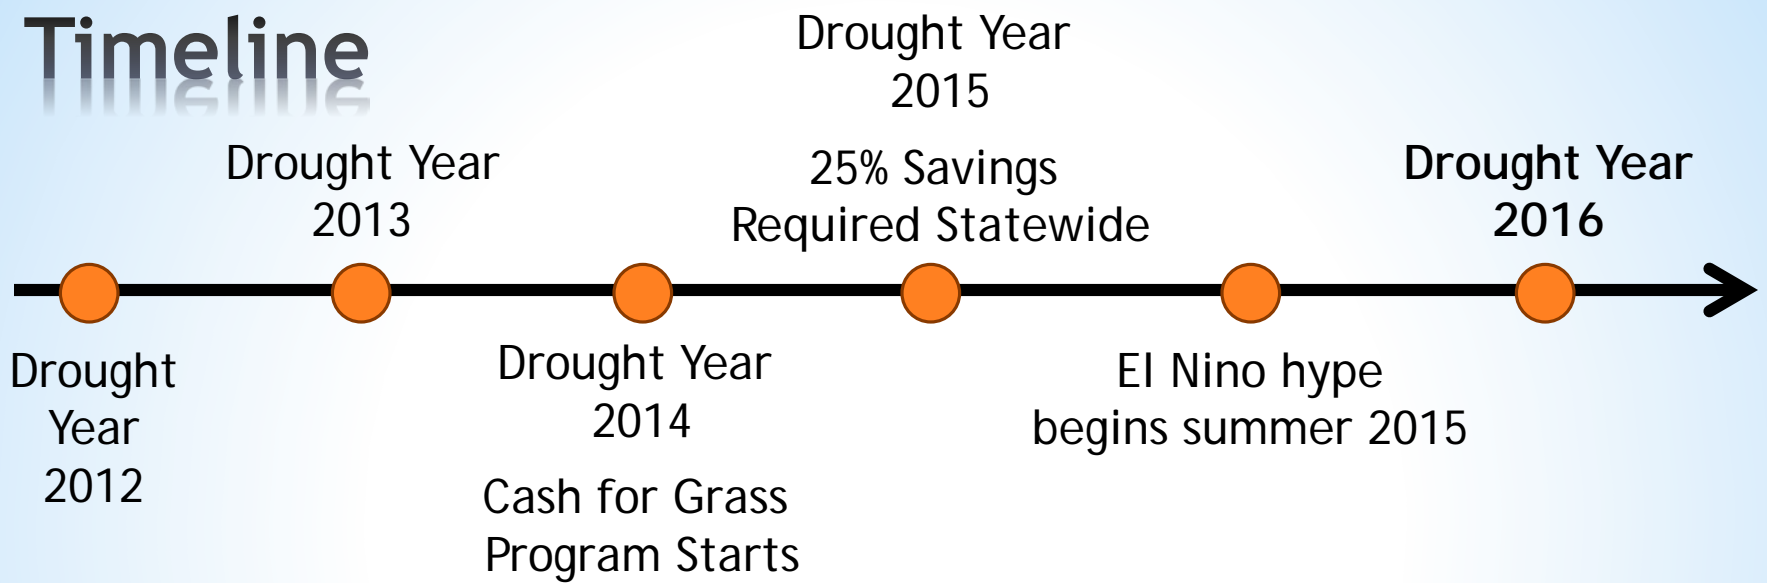 Timeline
Drought
Year
2012
Drought Year
2013
Drought Year
2014
Cash for Grass
Program Starts
Drought Year
2015
25% Savings
Required Statewide
El Nino hype
begins summer 2015
Drought Year
2016